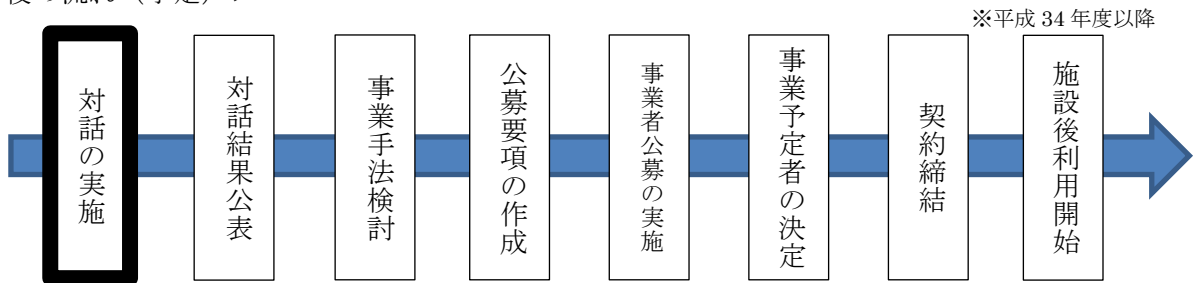 ※平成 34 年度以降
対話の実施
対話結果公表
事業手法検討
公募要項の作成
事業者公募の実施
事業予定者の決定
契約締結
施設後利用開始